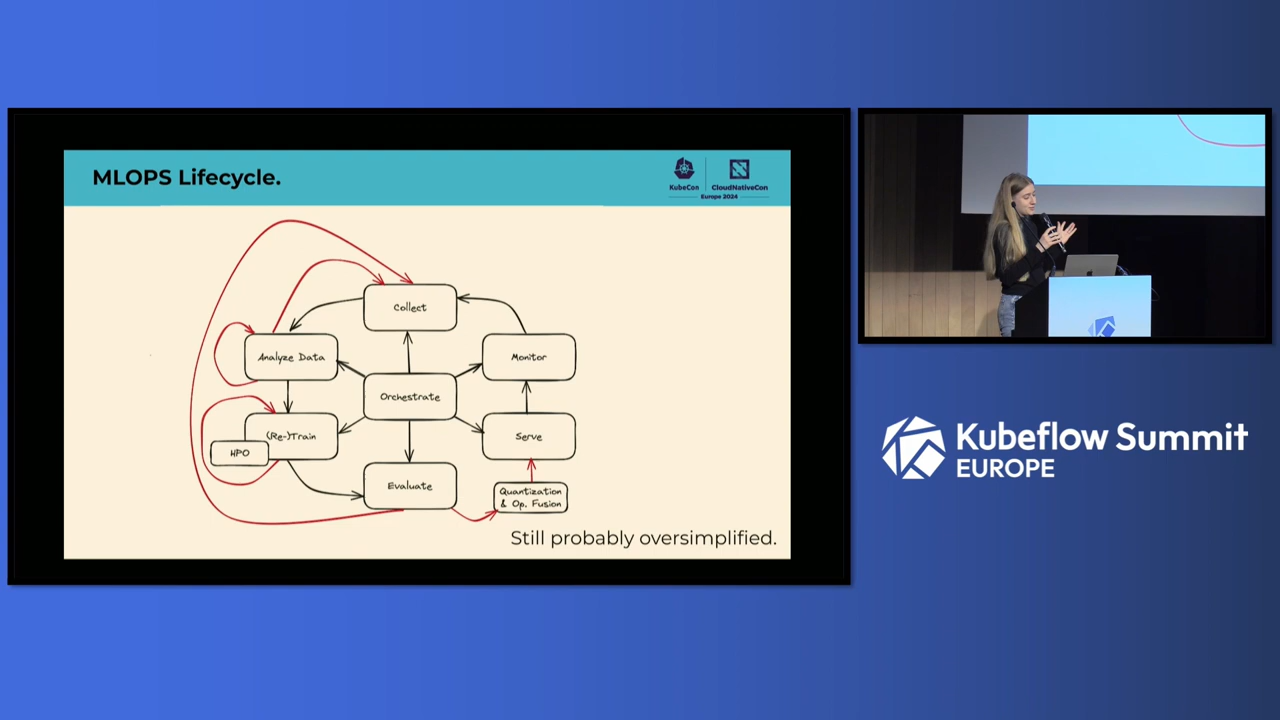 MLOPS Lifecycle.
KubeCon
CloudNativeCon
Europe 2024
Collect
Analyze Data
Monitor
Orchestrate
(Re-)Train
HPO
Serve
Evaluate
Quantization
& Op. Fusion
Still probably oversimplified.
Kubeflow Summit
EUROPE